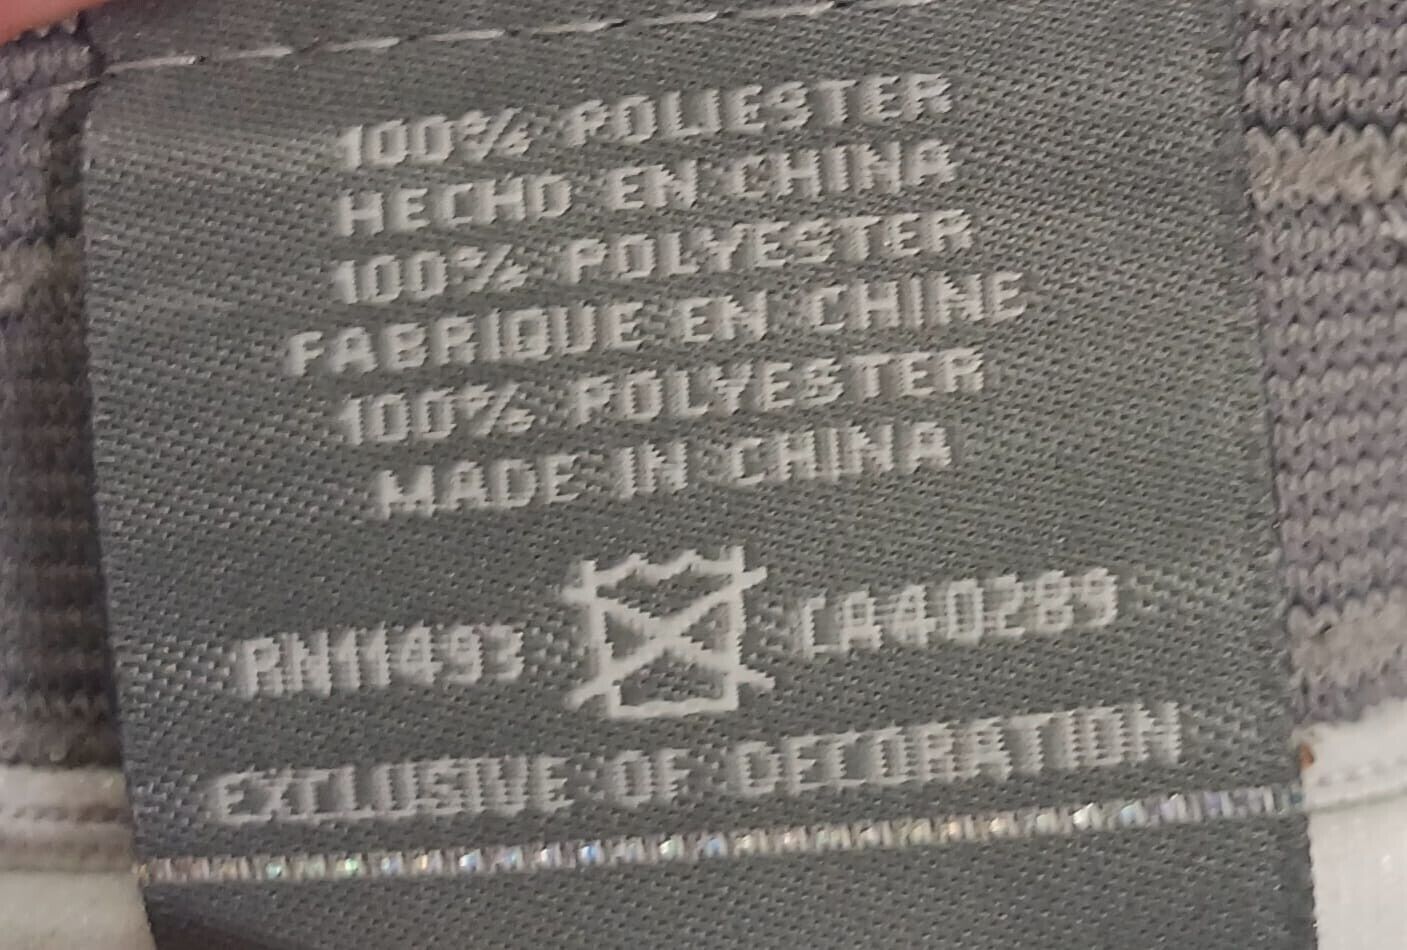 100% POLIESTER
HECHO EN CHINA
100% POLYESTER
FABRIQUE EN CHINE
100% POLYESTER
MADE IN CHINA
RN11493 CA40289
EXCLUSIVE OF DECORATION